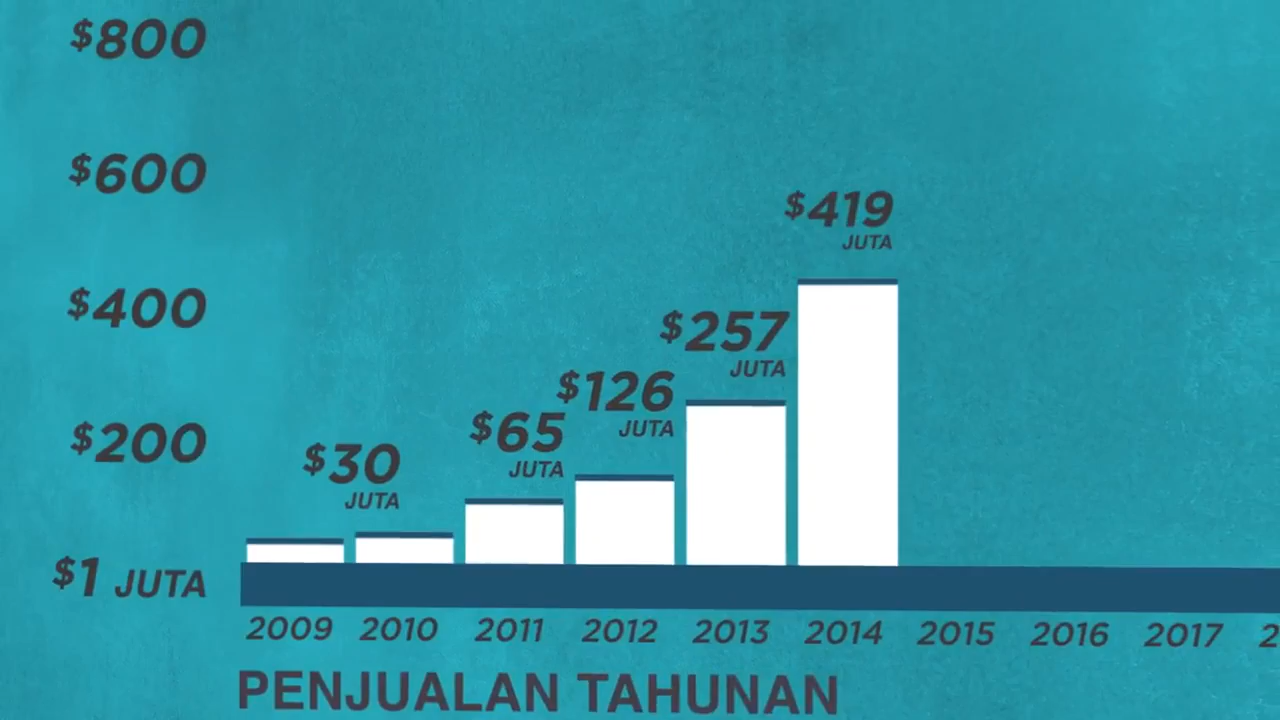 $800
$600
$400
$200
$1 JUTA
$30
JUTA
$65
JUTA
$126
JUTA
$257
JUTA
$419
JUTA
2009 2010 2011 2012 2013 2014 2015 2016 2017
PENJUALAN TAHUNAN